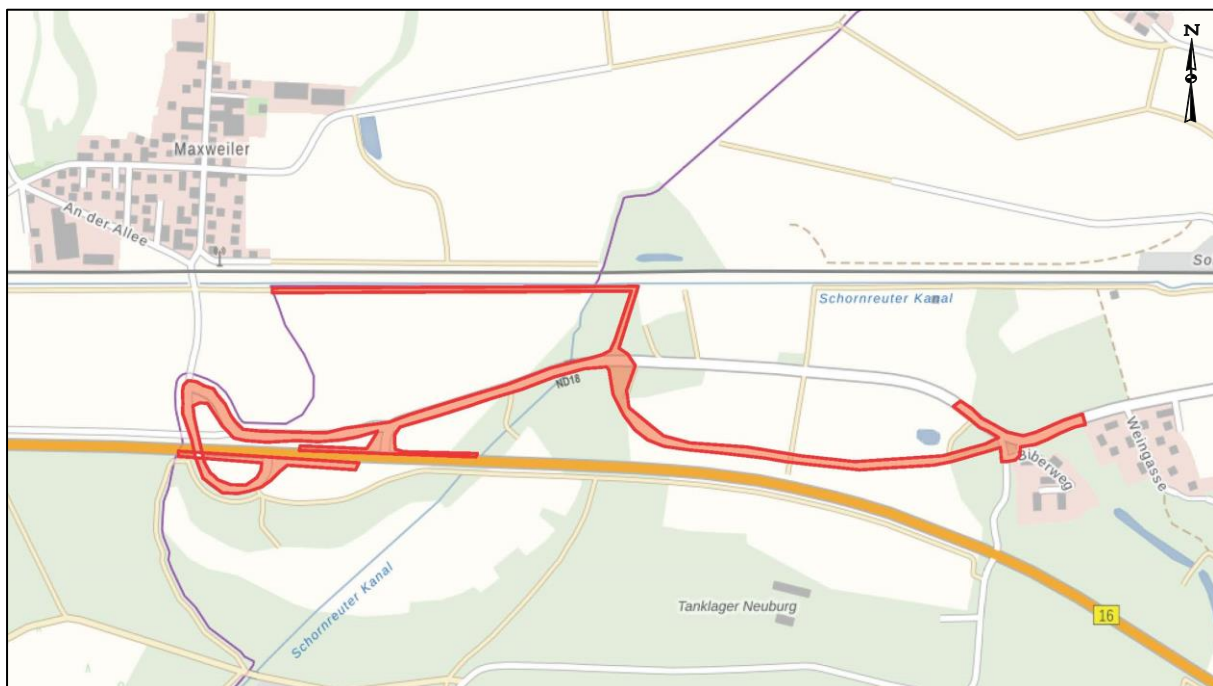 N
Maxweiler
An der Allee
So
Schornreuter Kanal
ND18
Weingasse
Biberweg
Schornreuter Kanal
Tanklager Neuburg
16